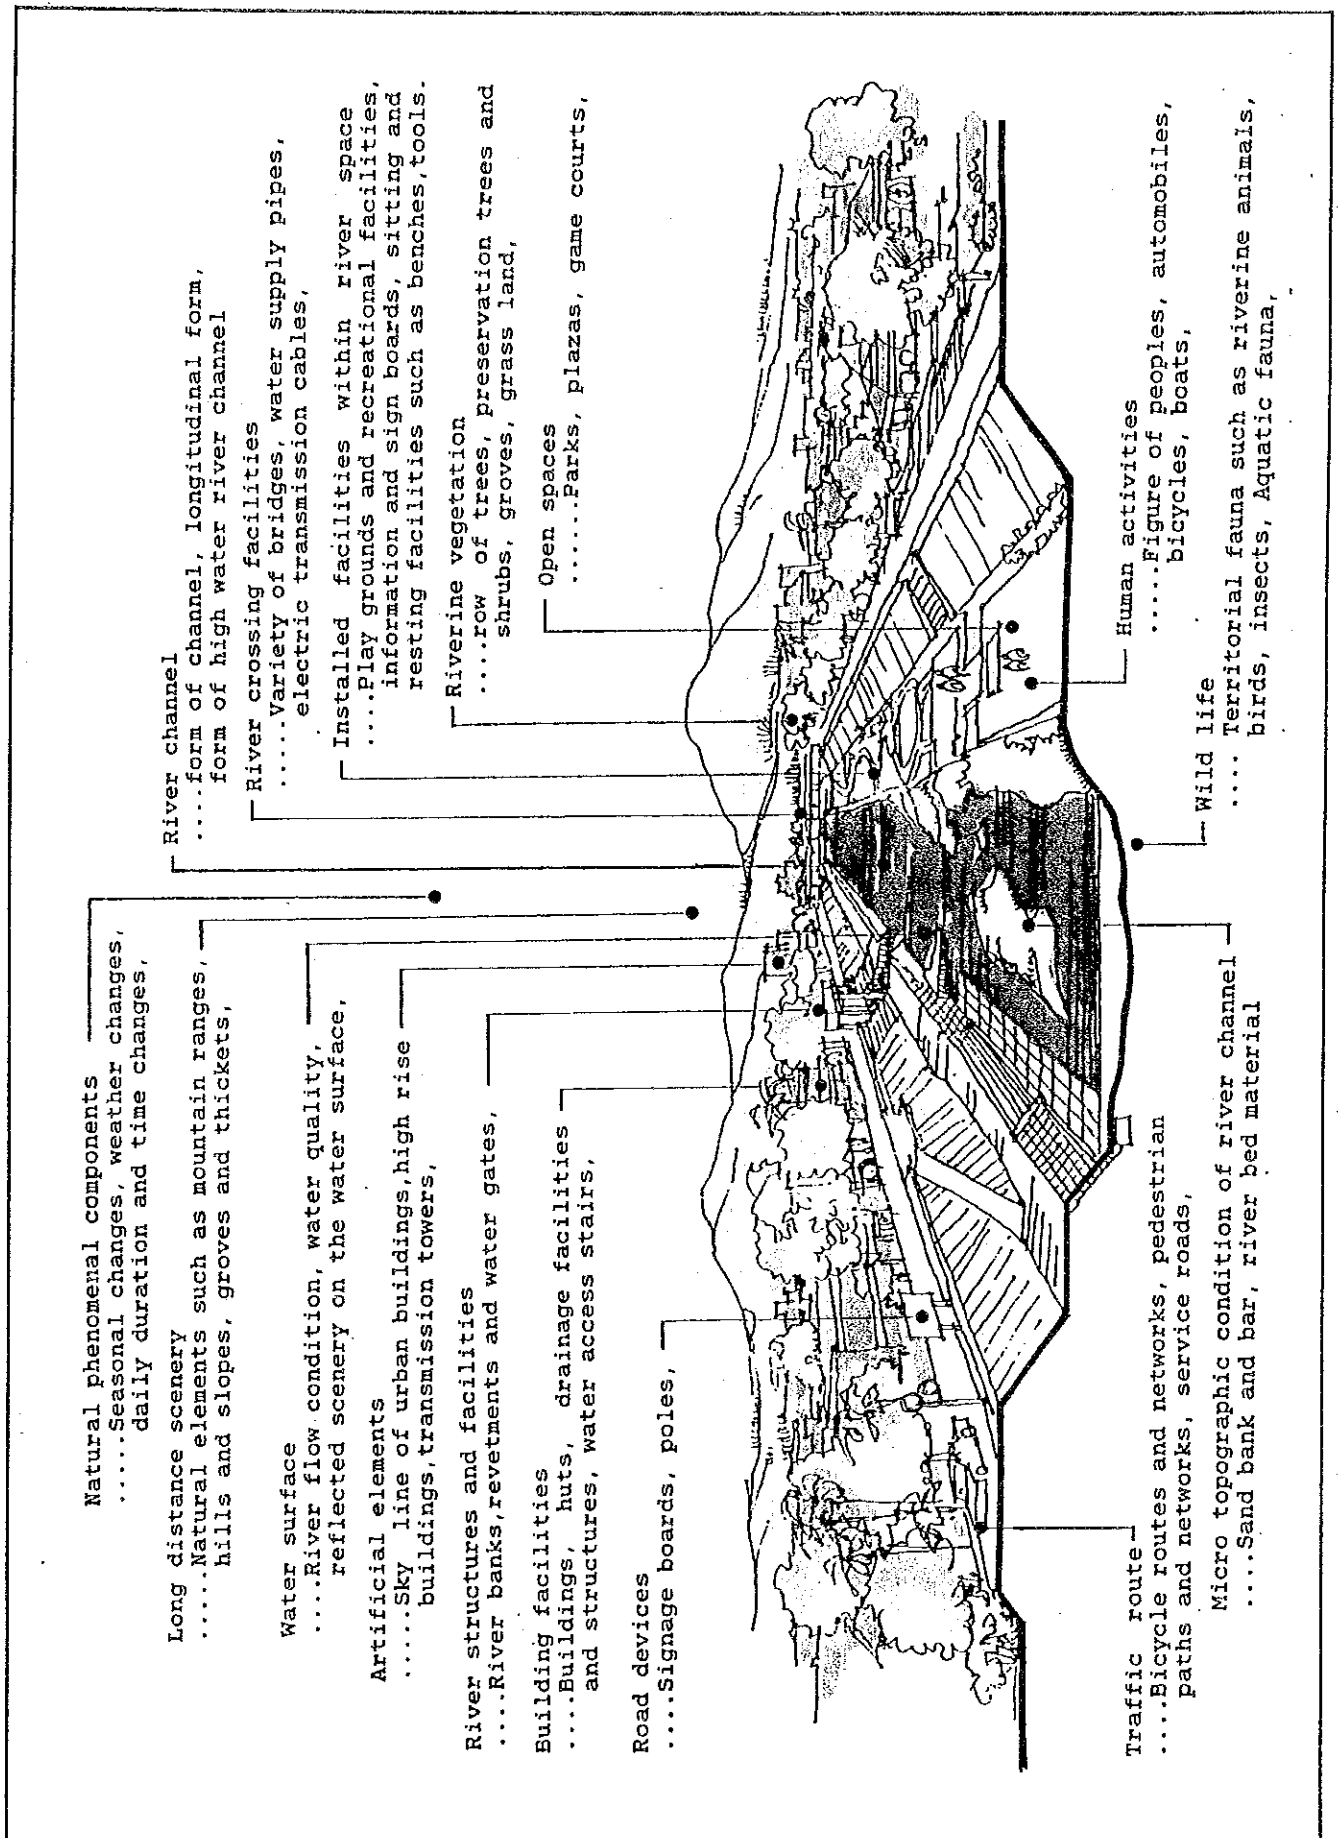 Natural phenomenal components
.....Seasonal changes, weather changes,
daily duration and time changes,
Long distance scenery
.....Natural elements such as mountain ranges,
hills and slopes, groves and thickets,
Water surface
....River flow condition, water quality,
reflected scenery on the water surface,
Artificial elements
.....Sky line of urban buildings,high rise
buildings,transmission towers,
River structures and facilities
....River banks,revetments and water gates,
Building facilities
....Buildings, huts, drainage facilities
and structures, water access stairs,
Road devices
....Signage boards, poles,
River channel
....form of channel, longitudinal form,
form of high water river channel
River crossing facilities
.....Variety of bridges, water supply pipes,
electric transmission cables,
Installed facilities within river space
....Play grounds and recreational facilities,
information and sign boards, sitting and
resting facilities such as benches,tools.
Riverine vegetation
....row of trees, preservation trees and
shrubs, groves, grass land,
Open spaces
.....Parks, plazas, game courts,
Traffic route
....Bicycle routes and networks, pedestrian
paths and networks, service roads,
Micro topographic condition of river channel
....Sand bank and bar, river bed material
Human activities
.....Figure of peoples, automobiles,
bicycles, boats,
Wild life
.... Territorial fauna such as riverine animals,
birds, insects, Aquatic fauna,